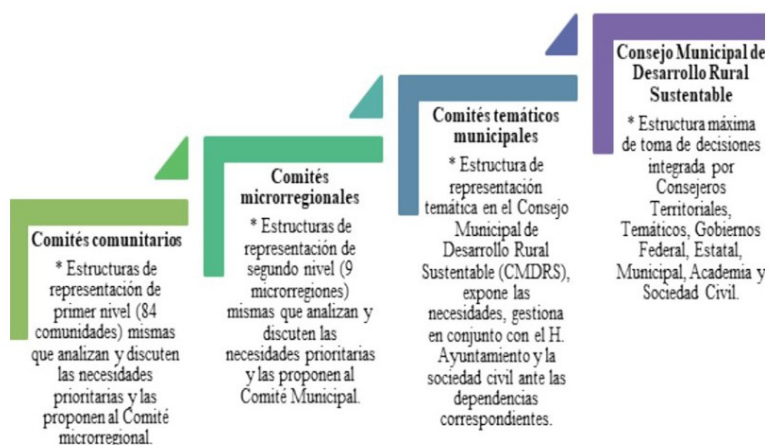 Comités comunitarios
* Estructuras de
representación de
primer nivel (84
comunidades) mismas
que analizan y discuten
las necesidades
prioritarias y las
proponen al Comité
microrregional.
Comités
microrregionales
* Estructuras de
representación de
segundo nivel (9
microrregiones)
mismas que analizan y
discuten las
necesidades prioritarias
y las proponen al
Comité Municipal.
Comités temáticos
municipales
* Estructura de
representación
temática en el Consejo
Municipal de
Desarrollo Rural
Sustentable (CMDRS),
expone las
necesidades, gestiona
en conjunto con el H.
Ayuntamiento y la
sociedad civil ante las
dependencias
correspondientes.
Consejo Municipal de
Desarrollo Rural
Sustentable
* Estructura máxima
de toma de decisiones
integrada por
Consejeros
Territoriales,
Temáticos, Gobiernos
Federal, Estatal,
Municipal, Academia y
Sociedad Civil.